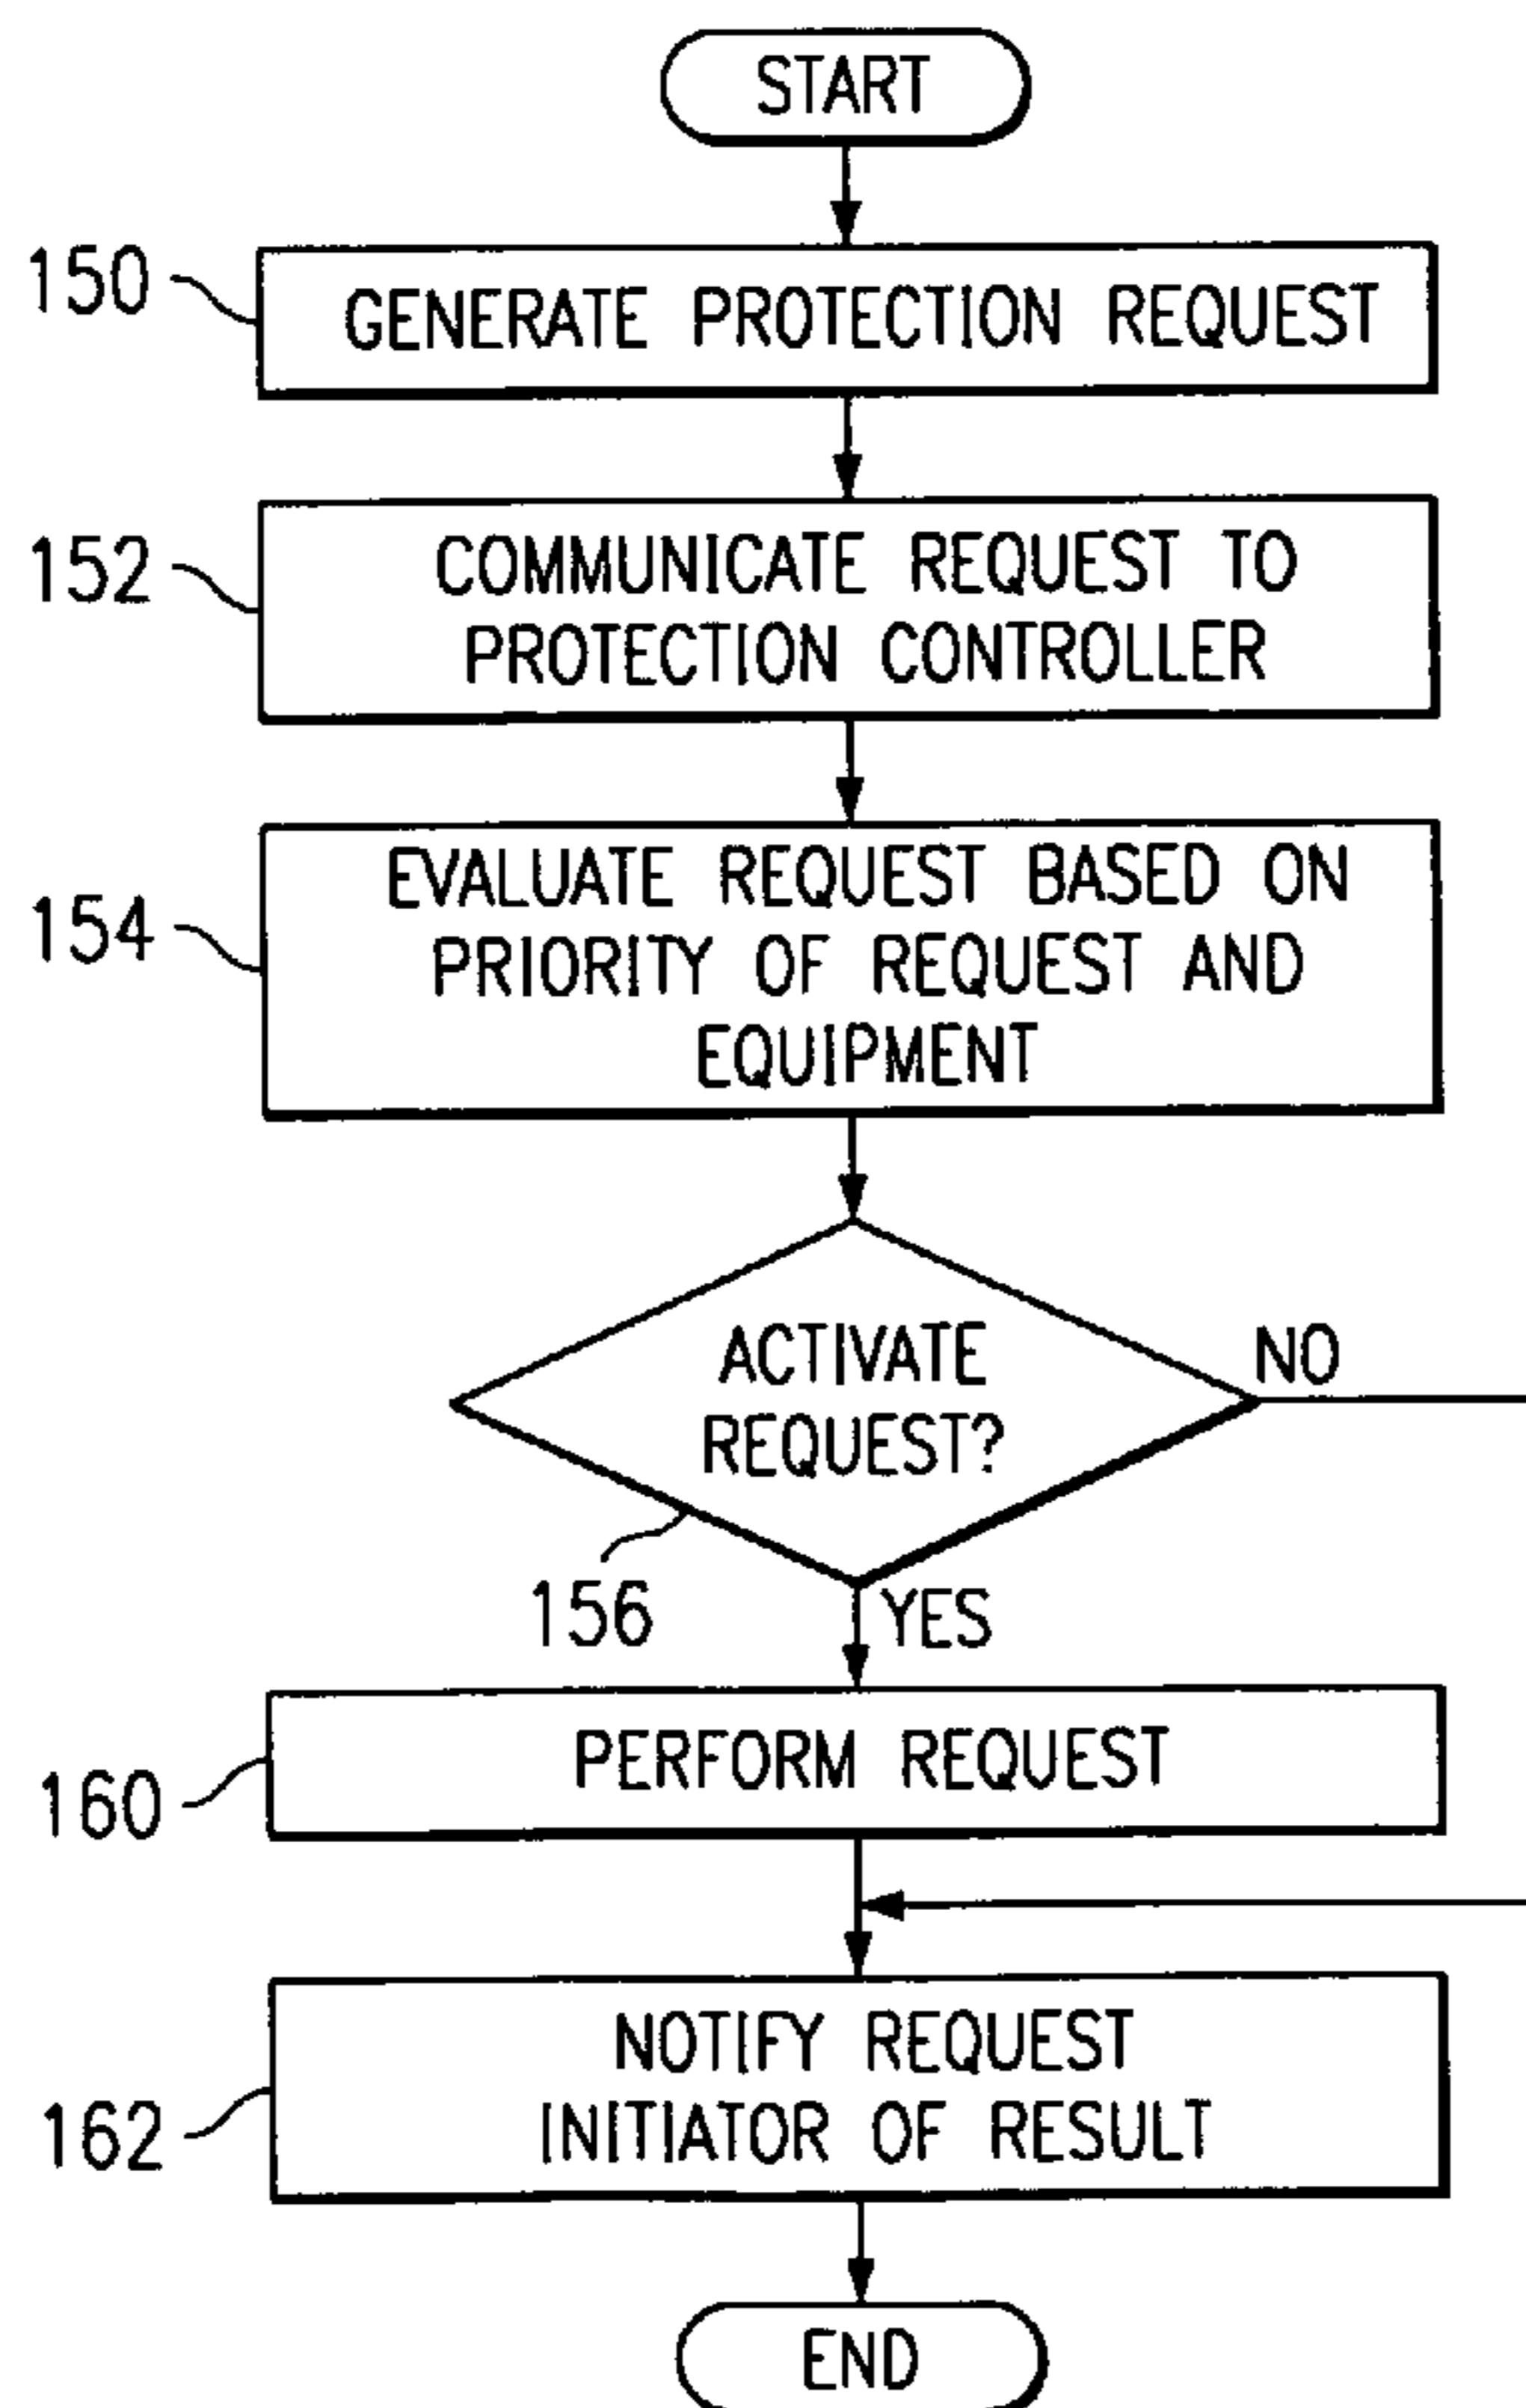 START
150
GENERATE PROTECTION REQUEST
152
COMMUNICATE REQUEST TO
PROTECTION CONTROLLER
154
EVALUATE REQUEST BASED ON
PRIORITY OF REQUEST AND
EQUIPMENT
ACTIVATE
REQUEST?
NO
156
YES
160
PERFORM REQUEST
162
NOTIFY REQUEST
INITIATOR OF RESULT
END